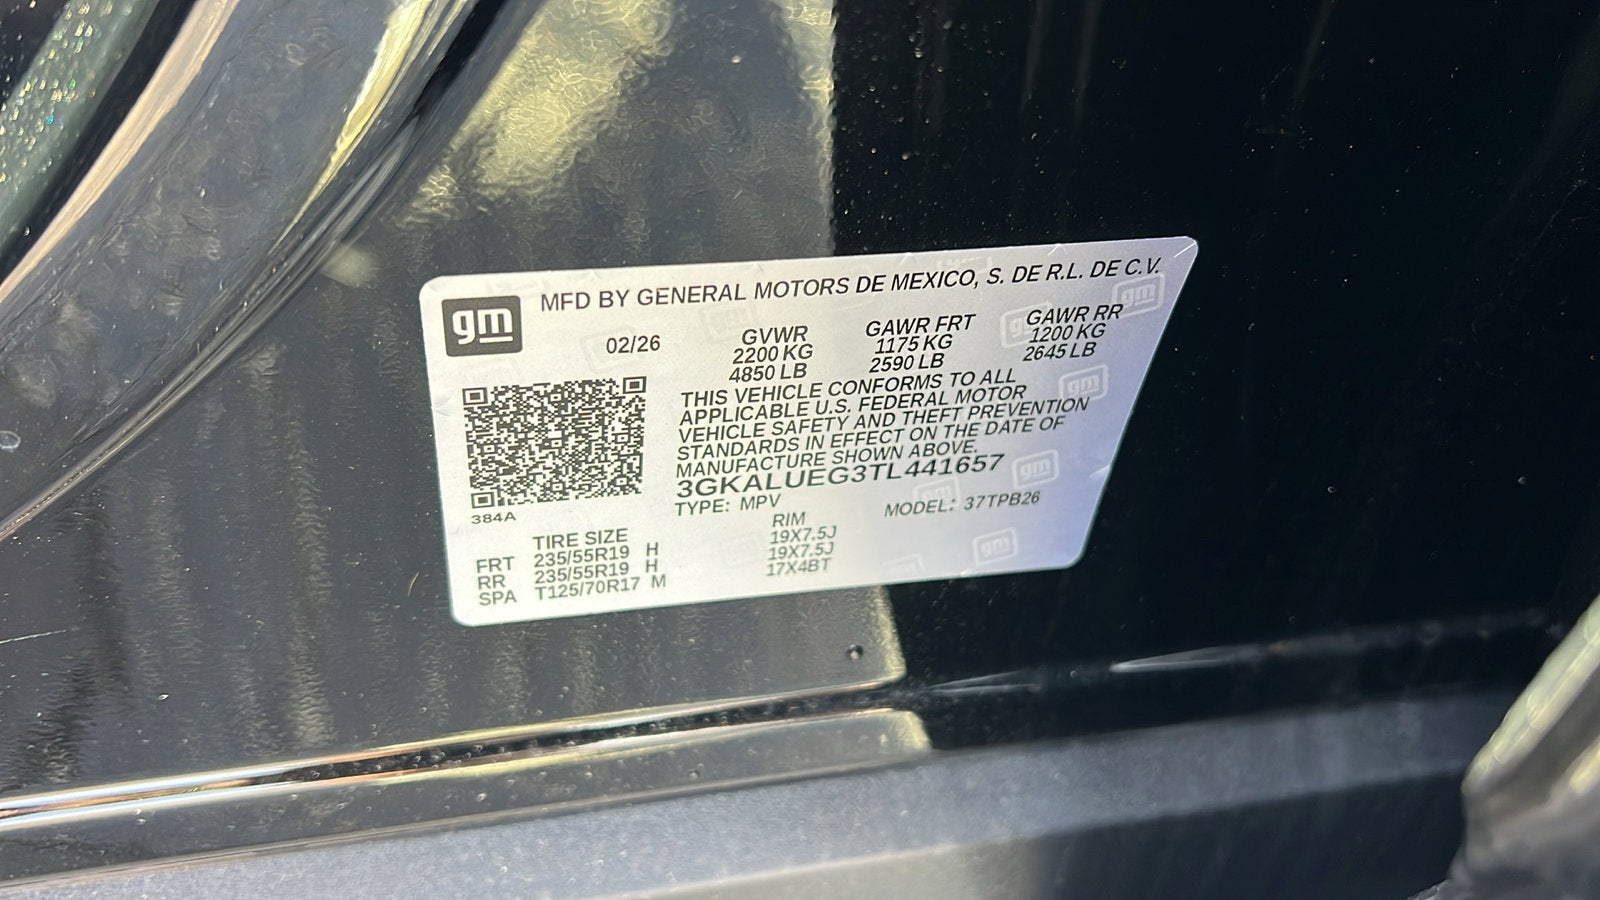 gm
MFD BY GENERAL MOTORS DE MEXICO, S. DE R.L. DE C.V.
02/26
GVWR
2200 KG
4850 LB
GAWR FRT
1175 KG
2590 LB
GAWR RR
1200 KG
2645 LB
THIS VEHICLE CONFORMS TO ALL
APPLICABLE U.S. FEDERAL MOTOR
VEHICLE SAFETY AND THEFT PREVENTION
STANDARDS IN EFFECT ON THE DATE OF
MANUFACTURE SHOWN ABOVE.
3GKALUEG3TL441657
TYPE: MPV
MODEL: 37TPB26
384A
TIRE SIZE
RIM
FRT 235/55R19 H 19X7.5J
RR 235/55R19 H 19X7.5J
SPA T125/70R17 M 17X4BT